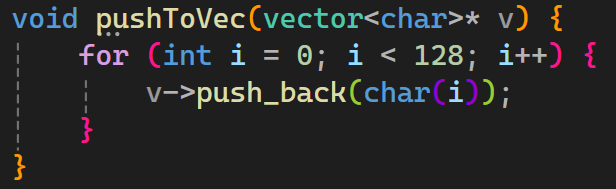 void pushToVec(vector<char>* v) {
    for (int i = 0; i < 128; i++) {
        v->push_back(char(i));
    }
}